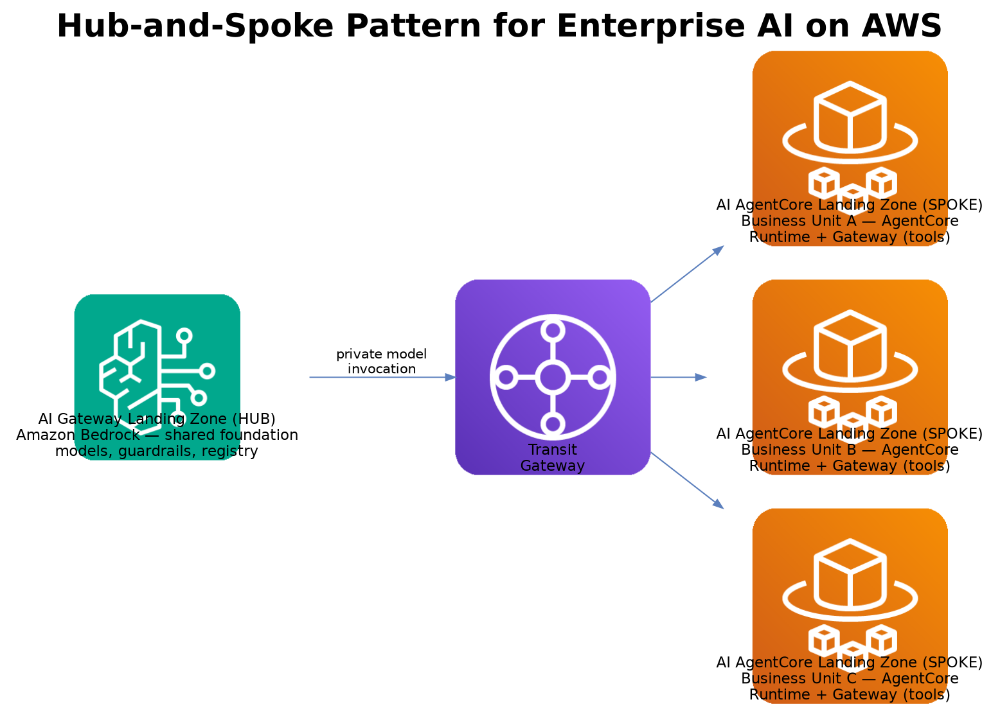 Hub-and-Spoke Pattern for Enterprise AI on AWS
AI AgentCore Landing Zone (SPOKE)
Business Unit A — AgentCore
Runtime + Gateway (tools)
private model
invocation
AI Gateway Landing Zone (HUB)
Amazon Bedrock — shared foundation
models, guardrails, registry
Transit
Gateway
AI AgentCore Landing Zone (SPOKE)
Business Unit B — AgentCore
Runtime + Gateway (tools)
AI AgentCore Landing Zone (SPOKE)
Business Unit C — AgentCore
Runtime + Gateway (tools)